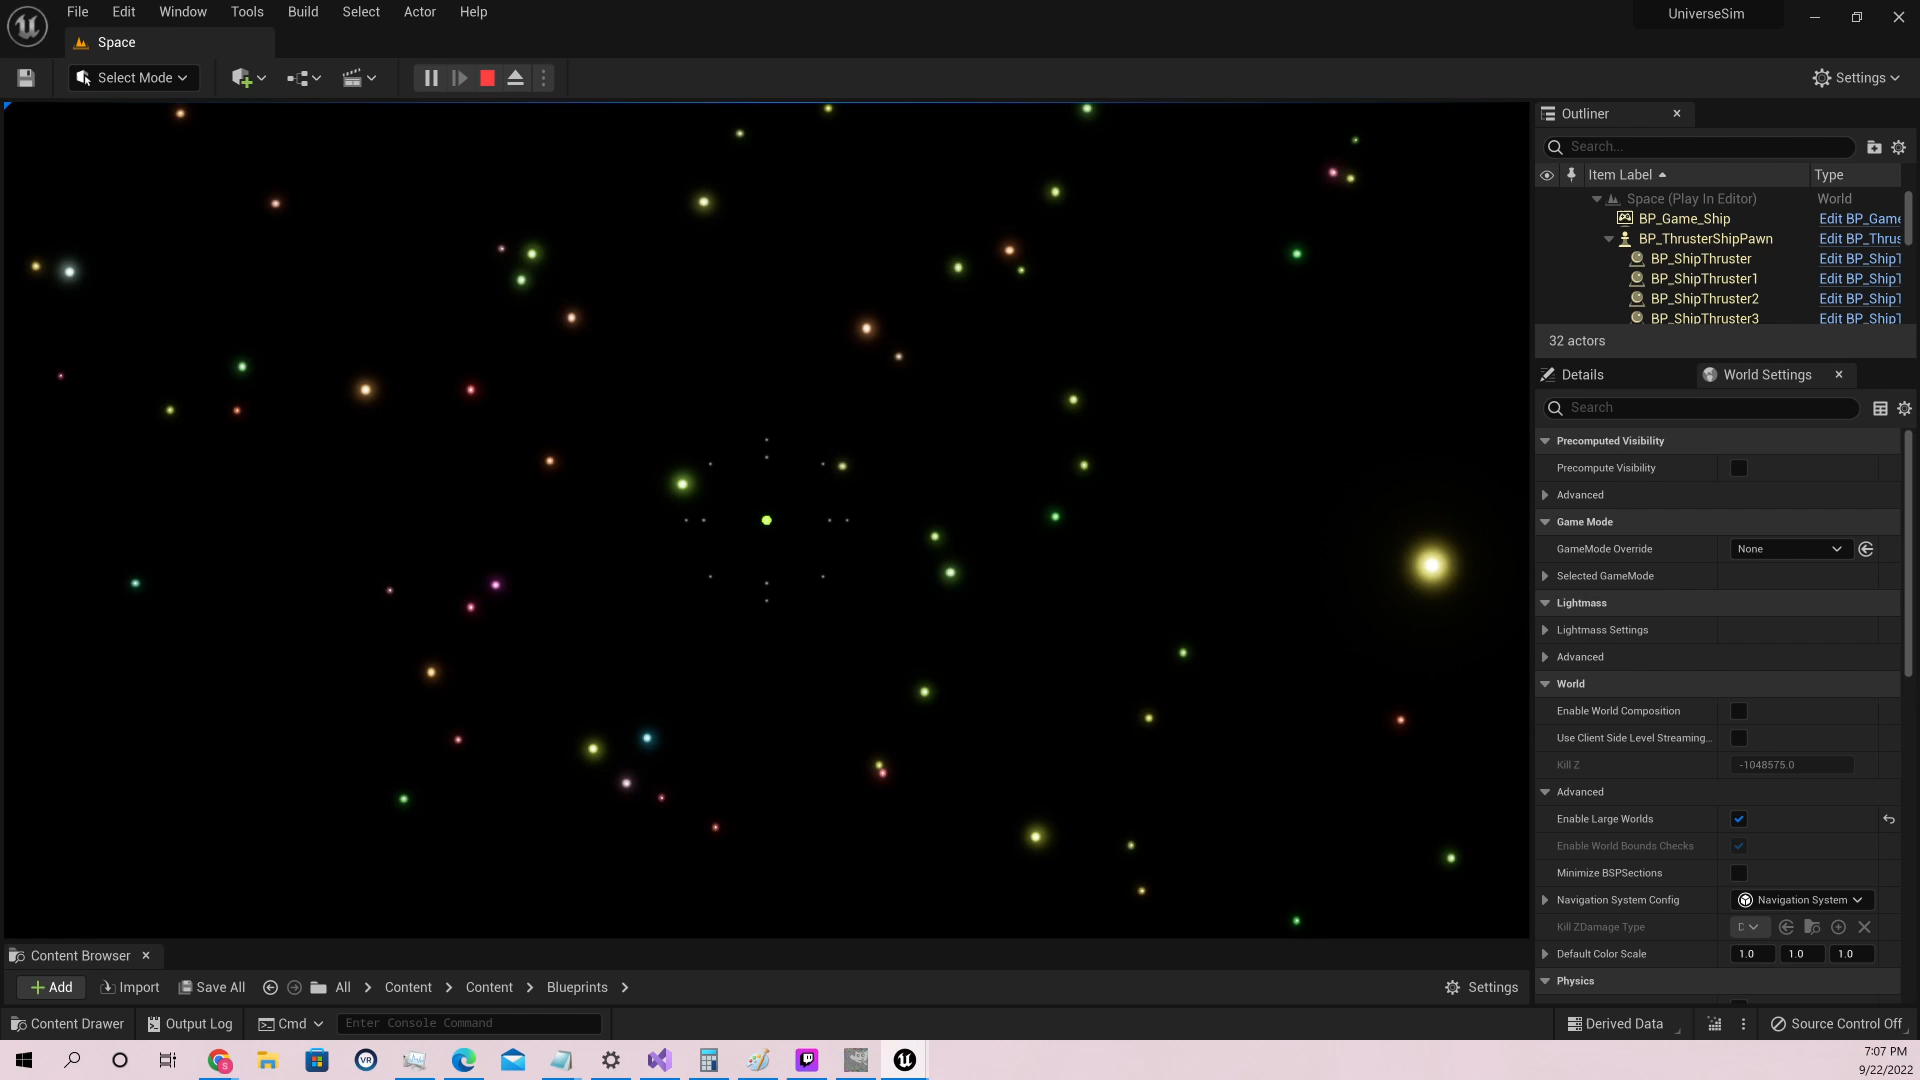 File Edit Window Tools Build Select Actor Help
UniverseSim
Space
Select Mode
Settings
Outliner
Search...
Item Label Type
Space (Play In Editor) World
BP_Game_Ship Edit BP_Game
BP_ThrusterShipPawn Edit BP_Thrus
BP_ShipThruster Edit BP_ShipT
BP_ShipThruster1 Edit BP_ShipT
BP_ShipThruster2 Edit BP_ShipT
BP_ShipThruster3 Edit BP_ShipT
32 actors
Details World Settings
Search
Precomputed Visibility
Precompute Visibility
Advanced
Game Mode
GameMode Override None
Selected GameMode
Lightmass
Lightmass Settings
Advanced
World
Enable World Composition
Use Client Side Level Streaming...
Kill Z -1048575.0
Advanced
Enable Large Worlds
Enable World Bounds Checks
Minimize BSPSections
Navigation System Config Navigation System
Kill ZDamage Type D
Default Color Scale 1.0 1.0 1.0
Physics
Content Browser
Add Import Save All All Content Content Blueprints Settings
Content Drawer Output Log Cmd Enter Console Command Derived Data Source Control Off
VR
S
7:07 PM
9/22/2022